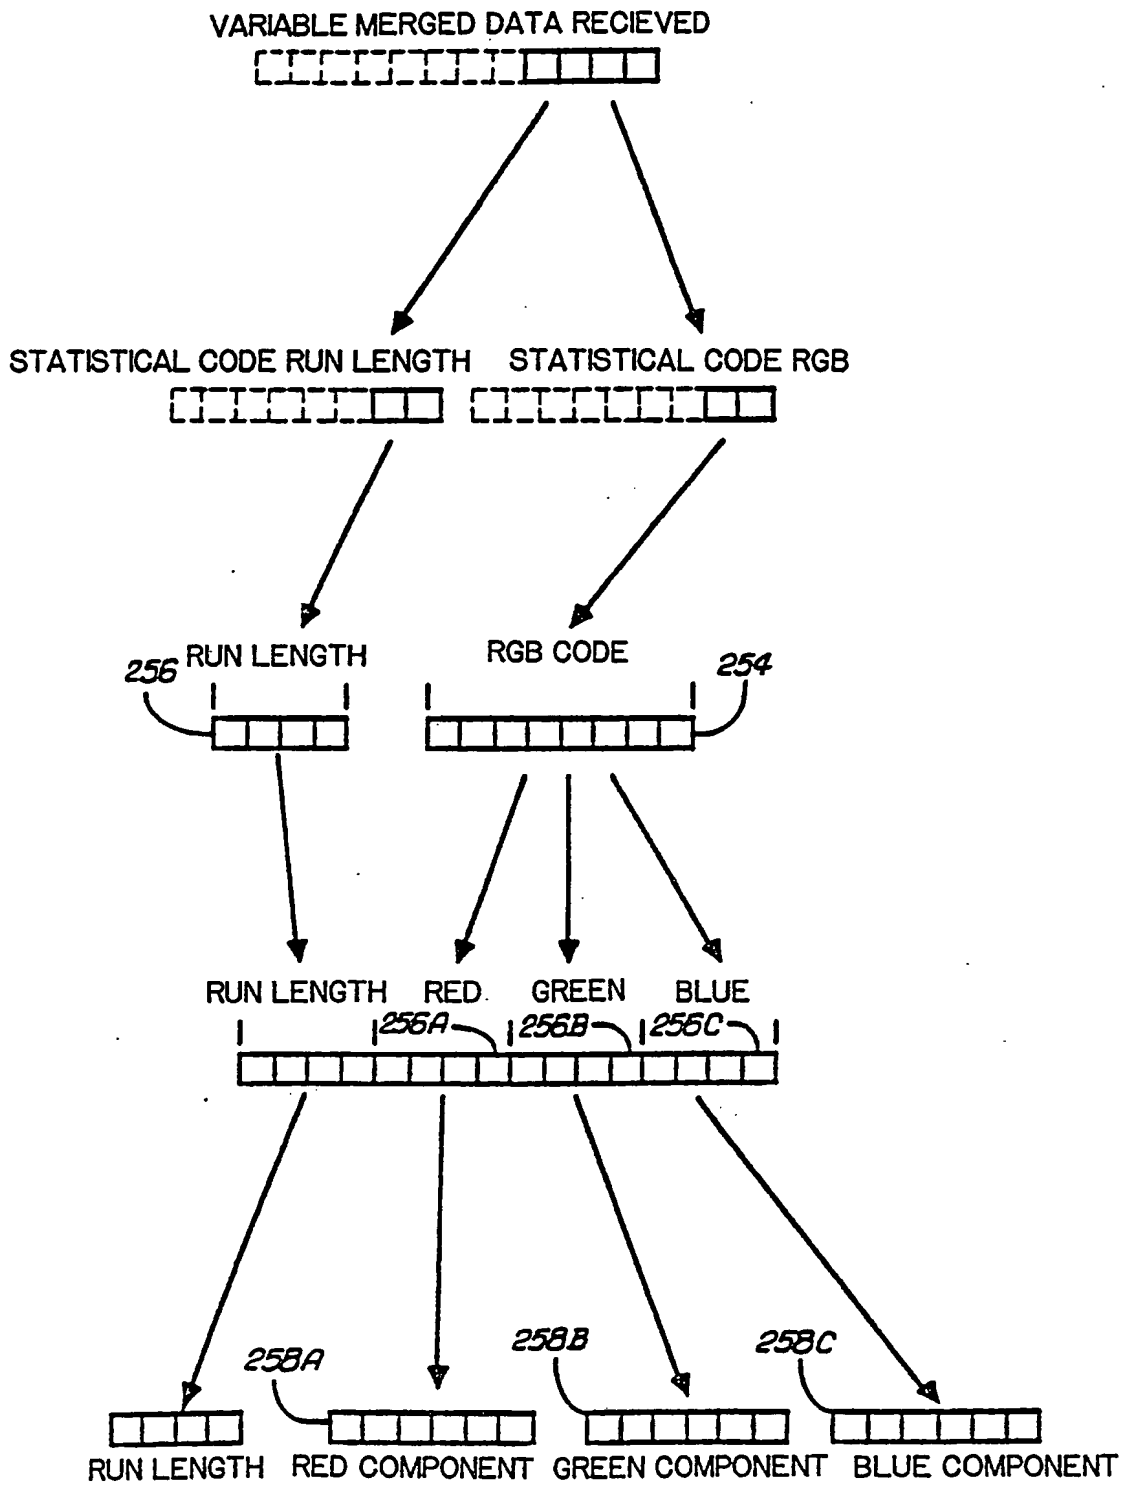 VARIABLE MERGED DATA RECIEVED
STATISTICAL CODE RUN LENGTH
STATISTICAL CODE RGB
RUN LENGTH
RGB CODE
256
254
RUN LENGTH RED GREEN BLUE
256A 256B 256C
258A
258B
258C
RUN LENGTH
RED COMPONENT
GREEN COMPONENT
BLUE COMPONENT